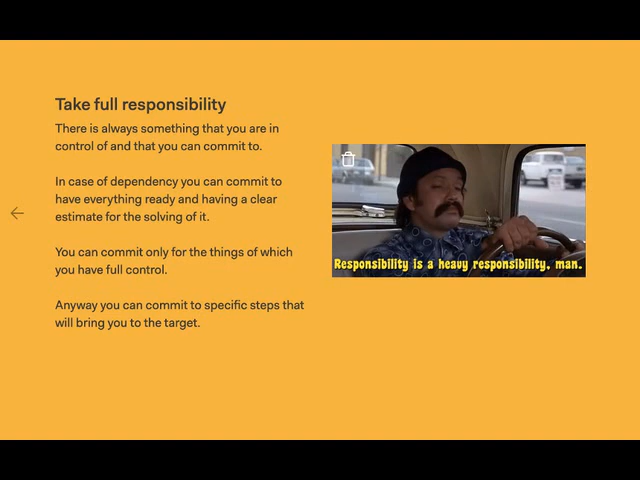 Take full responsibility
There is always something that you are in
control of and that you can commit to.
In case of dependency you can commit to
have everything ready and having a clear
estimate for the solving of it.
You can commit only for the things of which
you have full control.
Anyway you can commit to specific steps that
will bring you to the target.
Responsibility is a heavy responsibility, man.